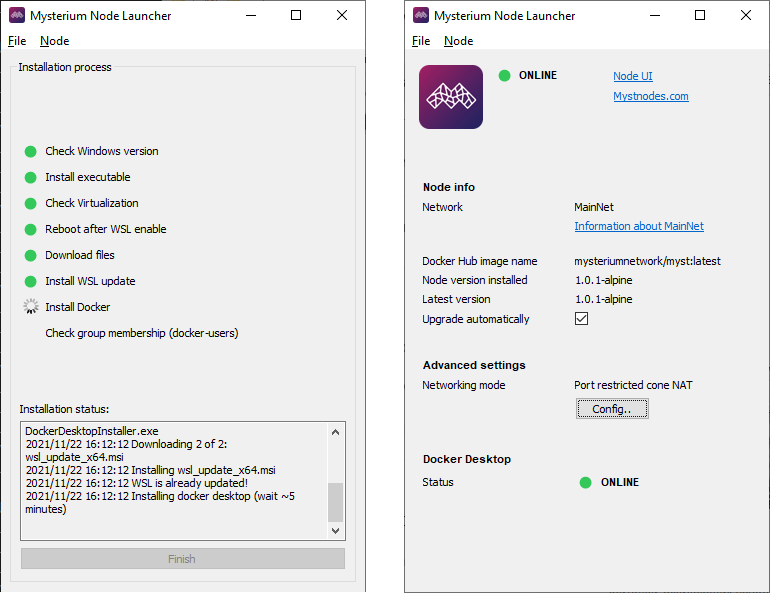 Mysterium Node Launcher
File Node
Installation process
Check Windows version
Install executable
Check Virtualization
Reboot after WSL enable
Download files
Install WSL update
Install Docker
Check group membership (docker-users)
Installation status:
DockerDesktopInstaller.exe
2021/11/22 16:12:12 Downloading 2 of 2:
wsl_update_x64.msi
2021/11/22 16:12:12 Installing wsl_update_x64.msi
2021/11/22 16:12:12 WSL is already updated!
2021/11/22 16:12:12 Installing docker desktop (wait ~5
minutes)
Finish
Mysterium Node Launcher
File Node
ONLINE Node UI
Mystnodes.com
Node info
Network MainNet
Information about MainNet
Docker Hub image name mysteriumnetwork/myst:latest
Node version installed 1.0.1-alpine
Latest version 1.0.1-alpine
Upgrade automatically
Advanced settings
Networking mode Port restricted cone NAT
Config..
Docker Desktop
Status ONLINE